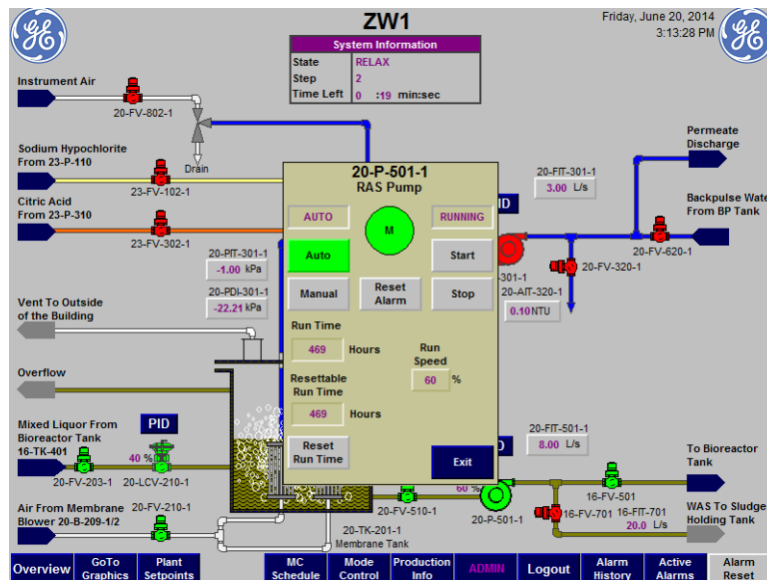 ZW1
Friday, June 20, 2014
3:13:28 PM
System Information
State RELAX
Step 2
Time Left 0 :19 min:sec
Instrument Air
20-FV-802-1
Drain
Sodium Hypochlorite
From 23-P-110
23-FV-102-1
Citric Acid
From 23-P-310
23-FV-302-1
20-PIT-301-1
-1.00 kPa
20-PDI-301-1
-22.21 kPa
Vent To Outside
of the Building
Overflow
Mixed Liquor From
Bioreactor Tank
16-TK-401
PID
40 %
20-FV-203-1
20-LCV-210-1
Air From Membrane
Blower 20-B-209-1/2
20-FV-210-1
20-P-501-1
RAS Pump
AUTO
M
RUNNING
Auto
Start
Manual
Reset
Alarm
Stop
Run Time
469 Hours
Run
Speed
60 %
Resettable
Run Time
469 Hours
Reset
Run Time
Exit
Permeate
Discharge
20-FIT-301-1
3.00 L/s
ID
Backpulse Wate
From BP Tank
20-FV-620-1
301-1
20-FV-320-1
20-AIT-320-1
0.10 NTU
20-FIT-501-1
8.00 L/s
D
To Bioreactor
Tank
16-FV-501
60 %
20-FV-510-1
20-P-501-1
16-FV-701
16-FIT-701
20.0 L/s
WAS To Sludge
Holding Tank
20-TK-201-1
Membrane Tank
Overview
GoTo
Graphics
Plant
Setpoints
MC
Schedule
Mode
Control
Production
Info
ADMIN
Logout
Alarm
History
Active
Alarms
Alarm
Reset